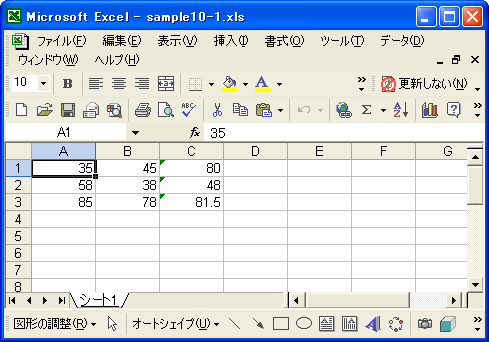 Microsoft Excel - sample10-1.xls
ファイル(F) 編集(E) 表示(V) 挿入(I) 書式(O) ツール(T) データ(D)
ウィンドウ(W) ヘルプ(H)
10 B A 更新しない(N)
ABC Σ A Z ?
A1 fx 35
A B C D E F G
1 35 45 80
2 58 38 48
3 85 78 81.5
4
5
6
7
8
シート1
図形の調整(R) オートシェイプ(U) A A